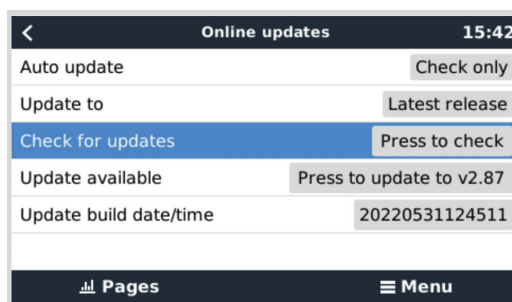 Online updates 15:42
Auto update Check only
Update to Latest release
Check for updates Press to check
Update available Press to update to v2.87
Update build date/time 20220531124511
Pages Menu